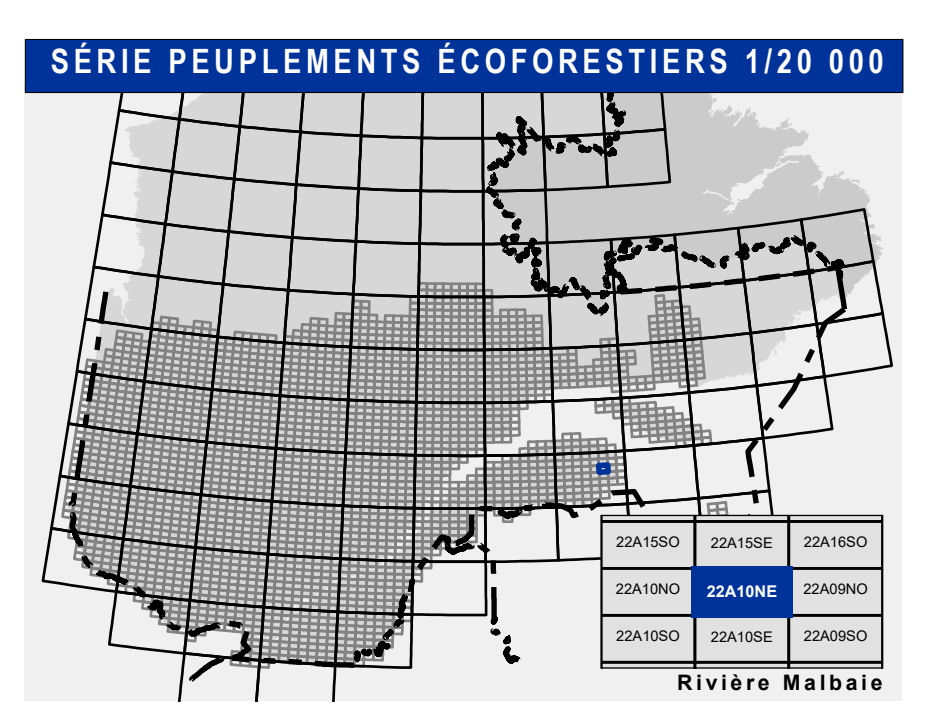 SÉRIE PEUPLEMENTS ÉCOFORESTIERS 1/20 000
22A15SO 22A15SE 22A16SO
22A10NO 22A10NE 22A09NO
22A10SO 22A10SE 22A09SO
Rivière Malbaie